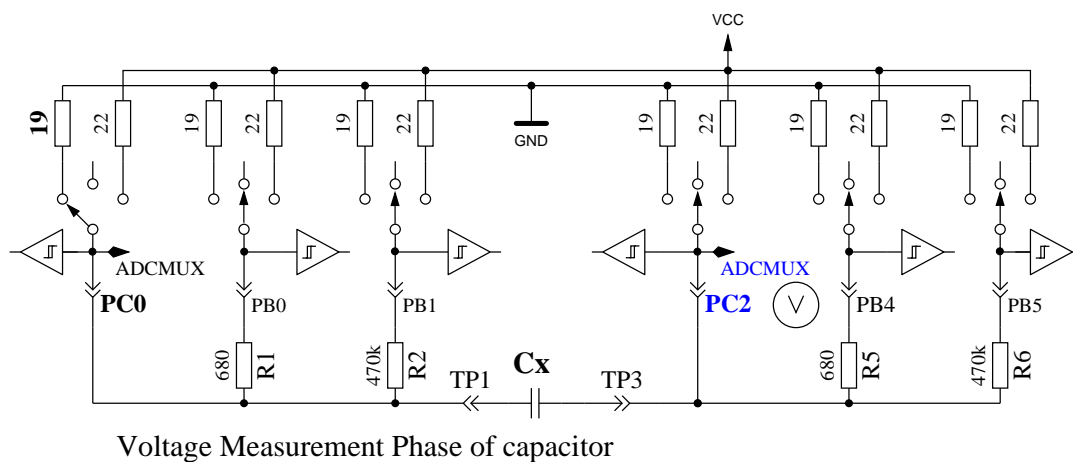 VCC
19
22
19
22
19
22
GND
19
22
19
22
19
22
ADCMUX
PC0
PB0
PB1
ADCMUX
PC2
V
PB4
PB5
680
R1
470k
R2
TP1
Cx
TP3
680
R5
470k
R6
Voltage Measurement Phase of capacitor